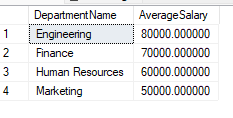 DepartmentName AverageSalary
1 Engineering 80000.000000
2 Finance 70000.000000
3 Human Resources 60000.000000
4 Marketing 50000.000000